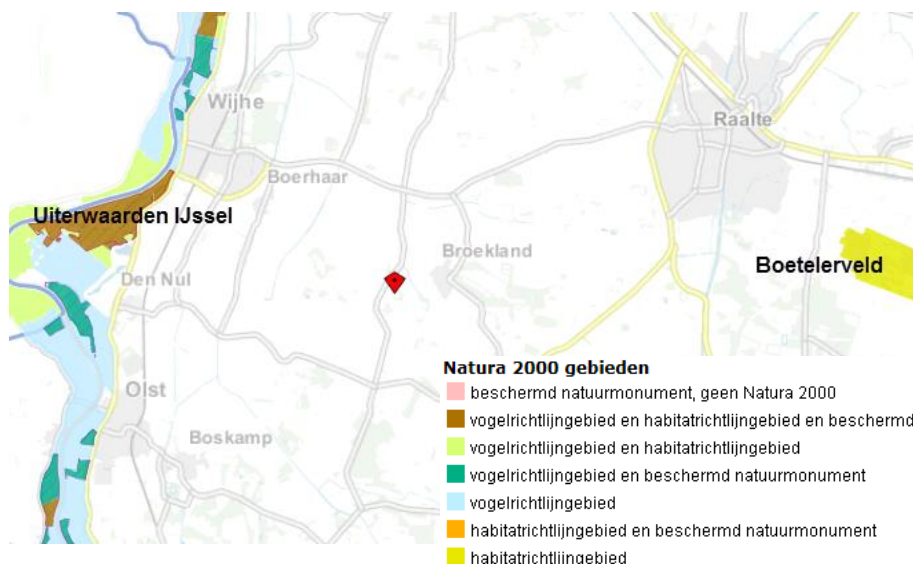 Wijhe
Raalte
Boerhaar
Uiterwaarden IJssel
Broekland
Boetelerveld
Den Nul
Olst
Boskamp
Natura 2000 gebieden
beschermd natuurmonument, geen Natura 2000
vogelrichtlijngebied en habitatrichtlijngebied en beschermd
vogelrichtlijngebied en habitatrichtlijngebied
vogelrichtlijngebied en beschermd natuurmonument
vogelrichtlijngebied
habitatrichtlijngebied en beschermd natuurmonument
habitatrichtlijngebied